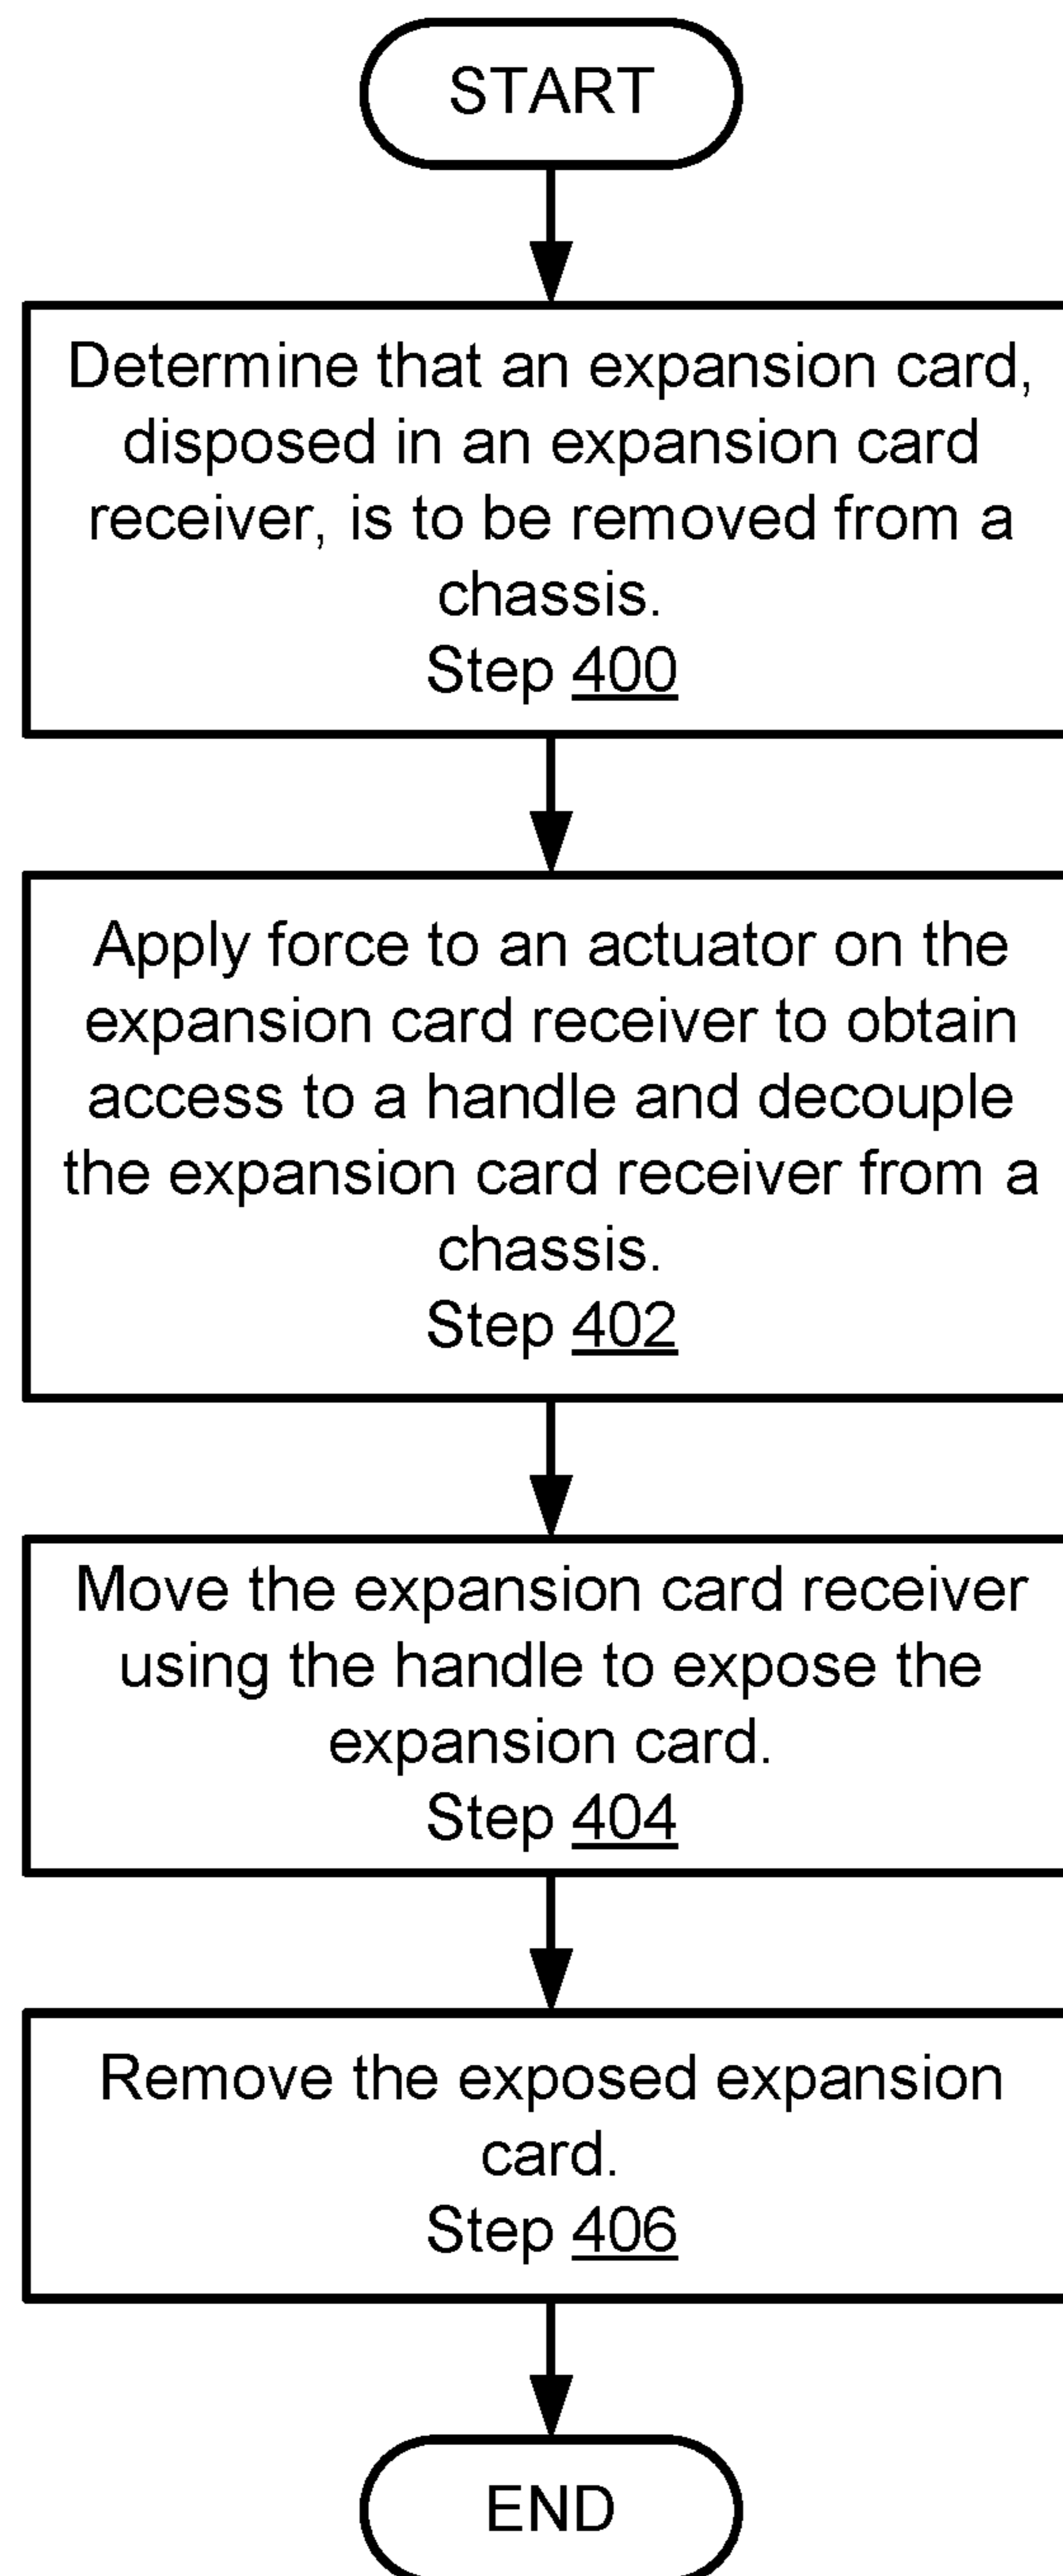 START
Determine that an expansion card,
disposed in an expansion card
receiver, is to be removed from a
chassis.
Step 400
Apply force to an actuator on the
expansion card receiver to obtain
access to a handle and decouple
the expansion card receiver from a
chassis.
Step 402
Move the expansion card receiver
using the handle to expose the
expansion card.
Step 404
Remove the exposed expansion
card.
Step 406
END